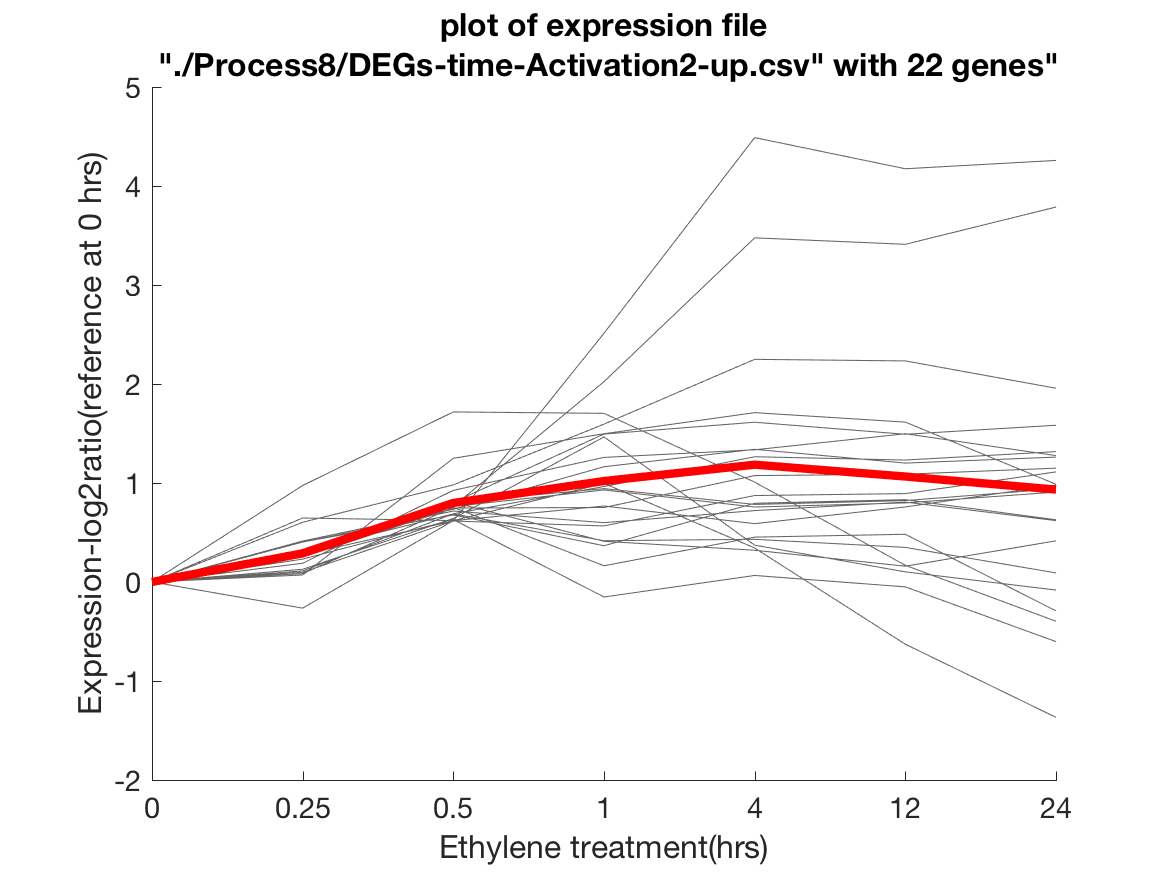 plot of expression file
"./Process8/DEGs-time-Activation2-up.csv" with 22 genes"
Expression-log2ratio(reference at 0 hrs)
5
4
3
2
1
0
-1
-2
0 0.25 0.5 1 4 12 24
Ethylene treatment(hrs)